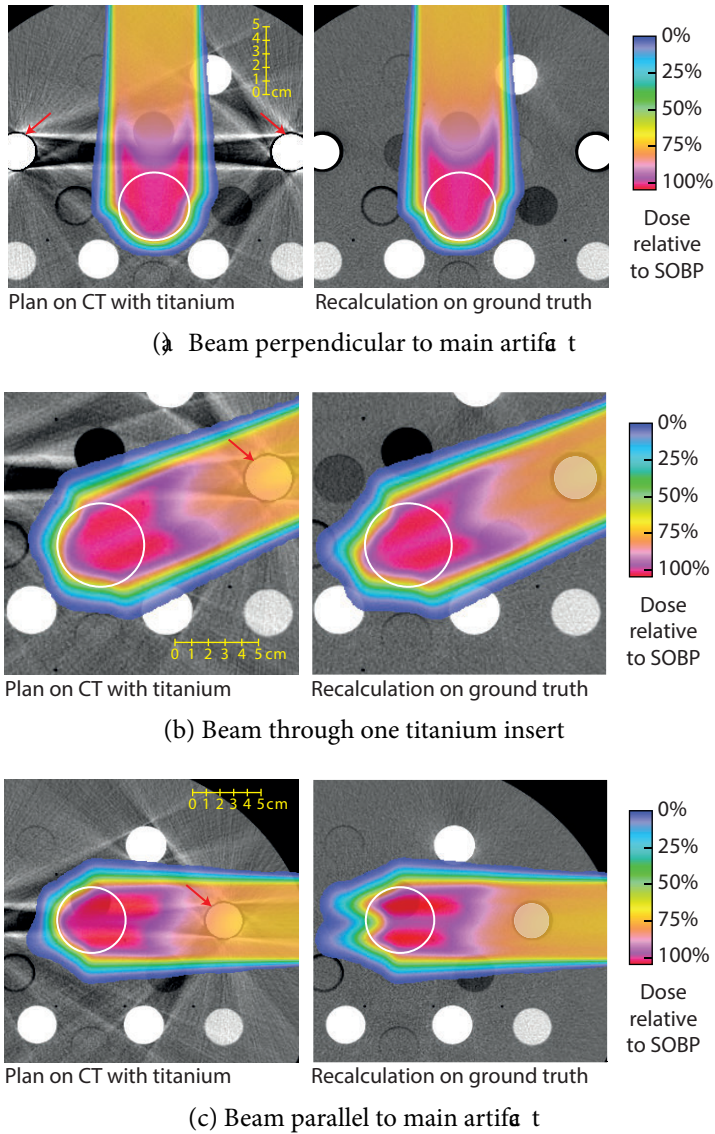 5
4
3
2
1
0 cm
0%
25%
50%
75%
100%
Dose
relative
to SOBP
Plan on CT with titanium
Recalculation on ground truth
(a) Beam perpendicular to main artifact
0 1 2 3 4 5 cm
0%
25%
50%
75%
100%
Dose
relative
to SOBP
Plan on CT with titanium
Recalculation on ground truth
(b) Beam through one titanium insert
0 1 2 3 4 5cm
0%
25%
50%
75%
100%
Dose
relative
to SOBP
Plan on CT with titanium
Recalculation on ground truth
(c) Beam parallel to main artifact